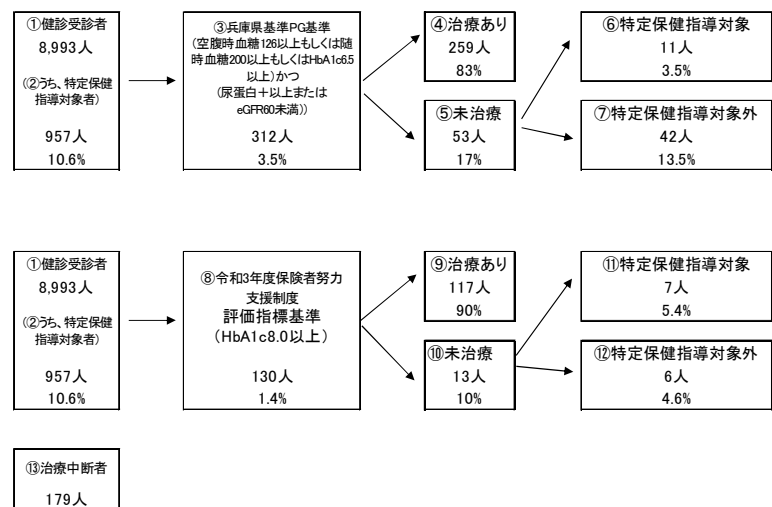 ①健診受診者
8,993人
(②うち、特定保健
指導対象者)
957人
10.6%
③兵庫県基準PG基準
(空腹時血糖126以上もしくは随
時血糖200以上もしくはHbA1c6.5
以上)かつ
(尿蛋白+以上または
eGFR60未満))
312人
3.5%
④治療あり
259人
83%
⑤未治療
53人
17%
⑥特定保健指導対象
11人
3.5%
⑦特定保健指導対象外
42人
13.5%
①健診受診者
8,993人
(②うち、特定保健
指導対象者)
957人
10.6%
⑧令和3年度保険者努力
支援制度
評価指標基準
(HbA1c8.0以上)
130人
1.4%
⑨治療あり
117人
90%
⑩未治療
13人
10%
⑪特定保健指導対象
7人
5.4%
⑫特定保健指導対象外
6人
4.6%
⑬治療中断者
179人